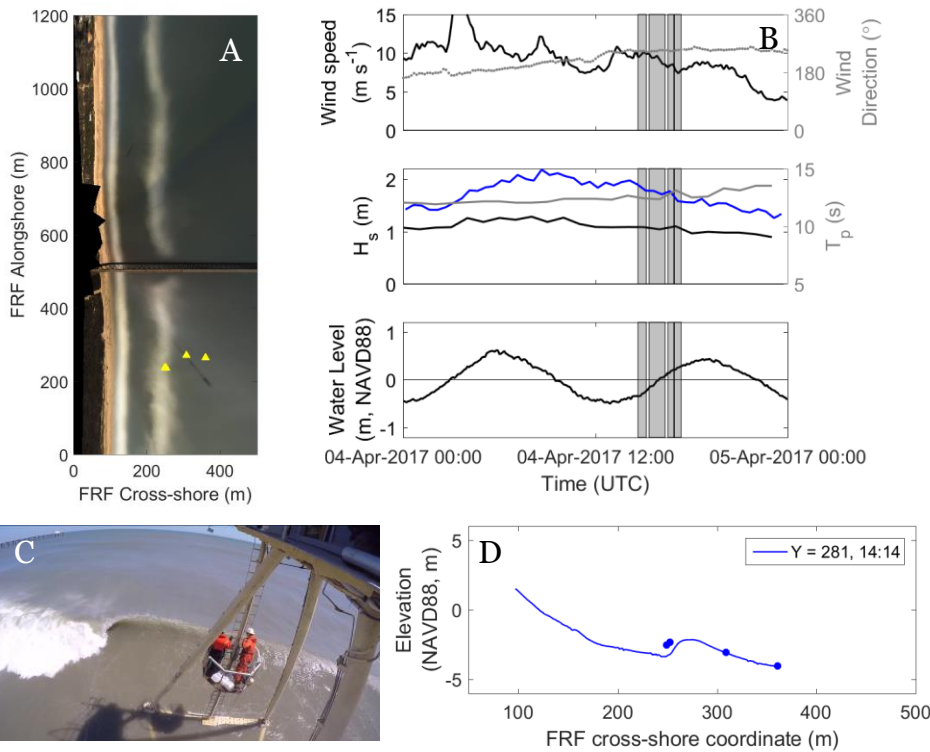 A
1200
1000
800
600
400
200
0
0 200 400
FRF Alongshore (m)
FRF Cross-shore (m)
B
15
10
5
0
Wind speed
(m s-1)
360
180
0
Wind
Direction (°)
2
1
0
Hs (m)
15
10
5
Tp (s)
1
0
-1
Water Level
(m, NAVD88)
04-Apr-2017 00:00 04-Apr-2017 12:00 05-Apr-2017 00:00
Time (UTC)
C
D
Y = 281, 14:14
5
0
-5
Elevation
(NAVD88, m)
100 200 300 400 500
FRF cross-shore coordinate (m)